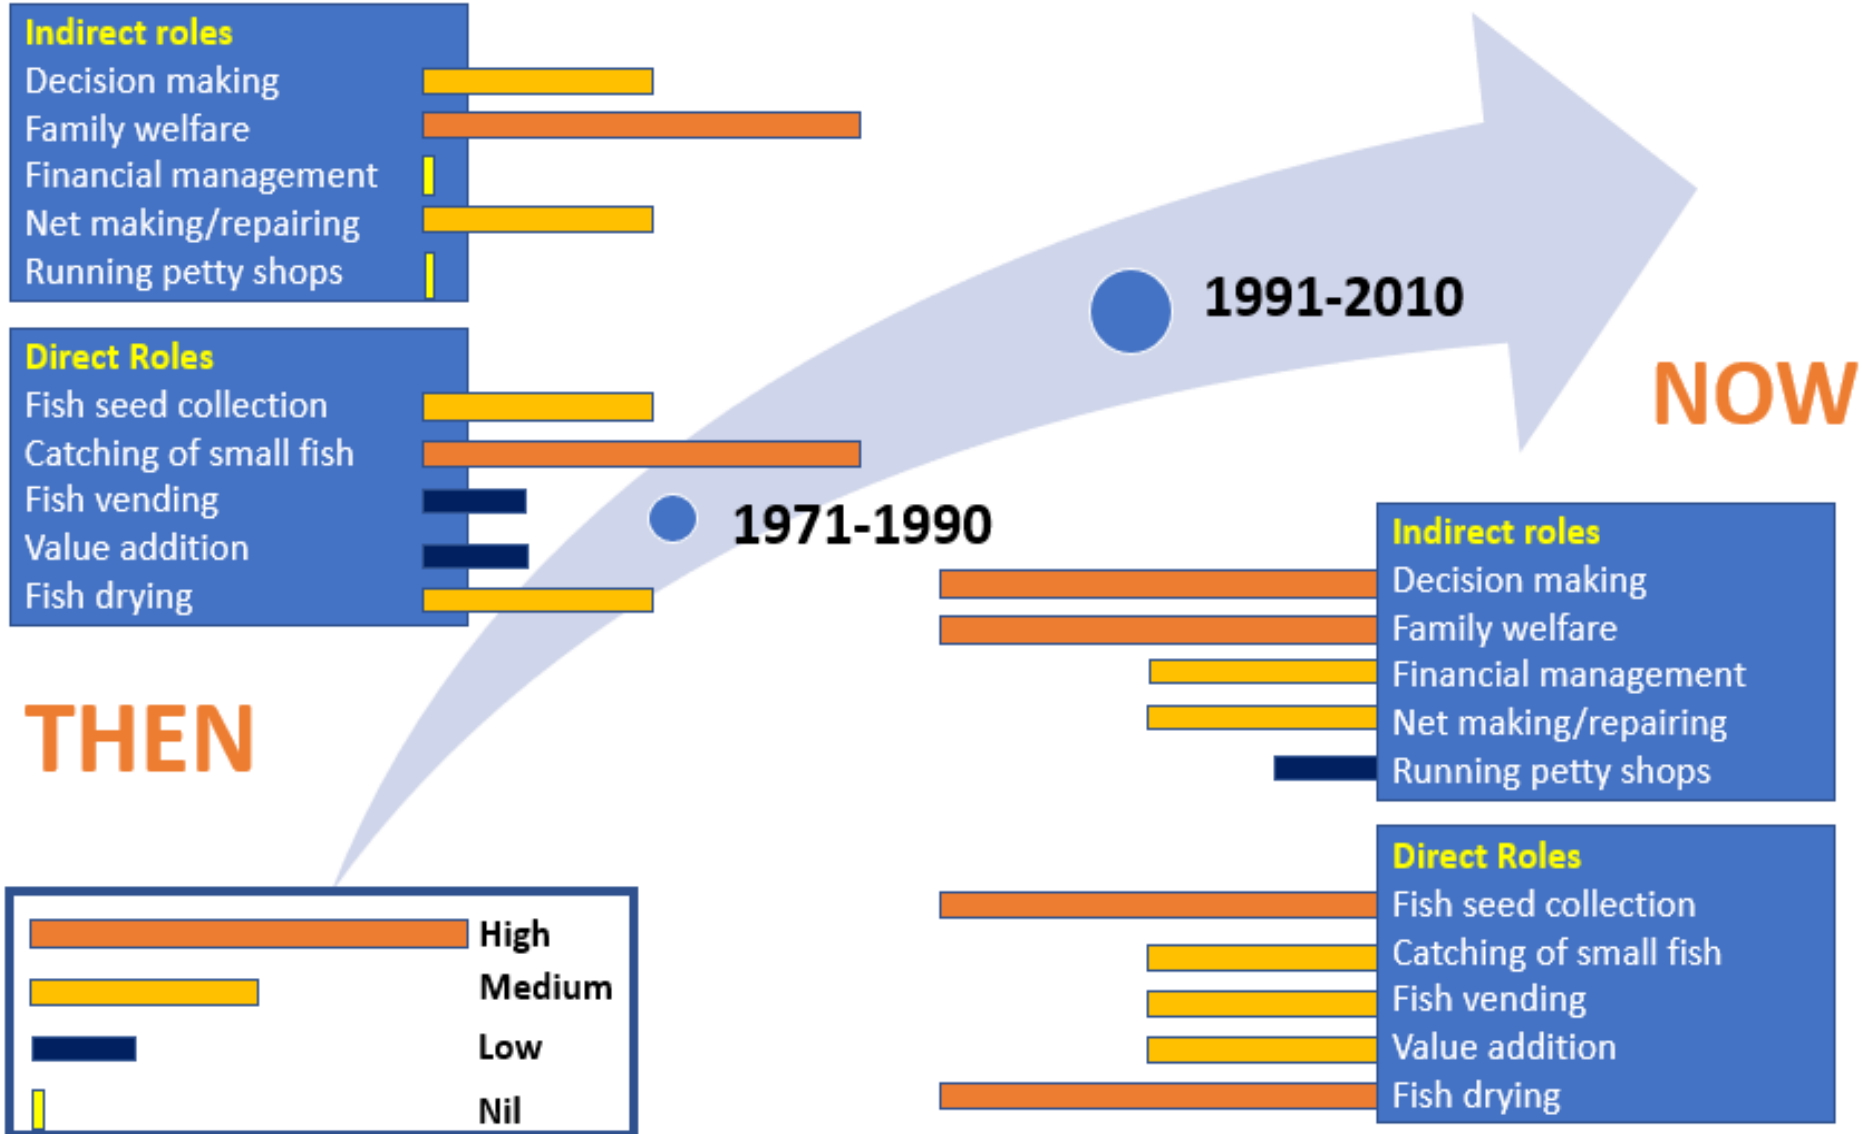 Indirect roles
Decision making
Family welfare
Financial management
Net making/repairing
Running petty shops
Direct Roles
Fish seed collection
Catching of small fish
Fish vending
Value addition
Fish drying
THEN
1971-1990
1991-2010
NOW
Indirect roles
Decision making
Family welfare
Financial management
Net making/repairing
Running petty shops
Direct Roles
Fish seed collection
Catching of small fish
Fish vending
Value addition
Fish drying
High
Medium
Low
Nil